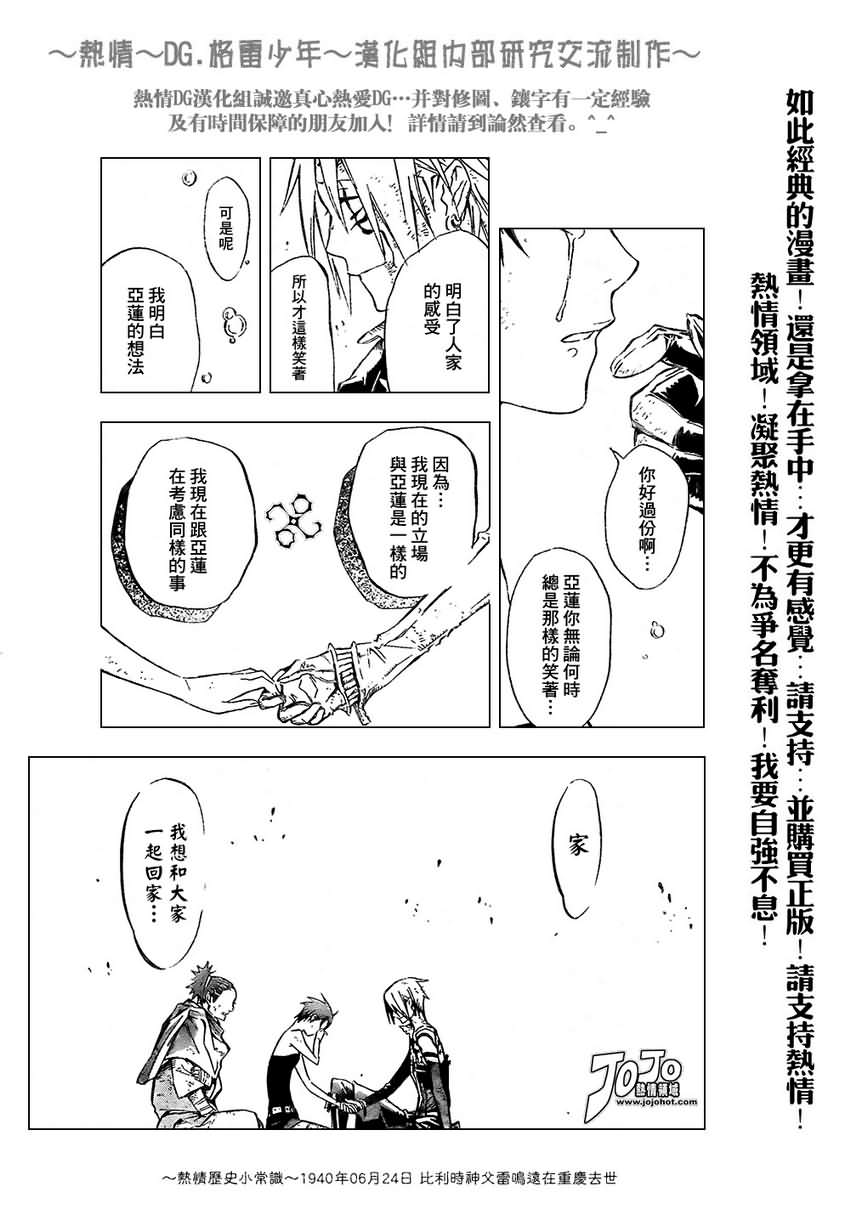 ～熱情～DG.格雷少年～漢化組內部研究交流制作～
熱情DG漢化組誠邀真心熱愛DG…并對修圖、鑲字有一定經驗
及有時間保障的朋友加入！詳情請到論然查看。^_^
如此經典的漫畫！還是拿在手中…才更有感覺…請支持…並購買正版！請支持熱情！
熱情領域！凝聚熱情！不為爭名奪利！我要自強不息！
你好過份啊…
亞蓮你無論何時
總是那樣的笑著…
明白了人家
的感受
所以才這樣笑著
可是呢
我明白
亞蓮的想法
因為…
我現在的立場
與亞蓮是一樣的
我現在跟亞蓮
在考慮同樣的事
家
我想和大家
一起回家…
JOJO
熱情領域
www.jojohot.com
～熱情歷史小常識～1940年06月24日 比利時神父雷鳴遠在重慶去世